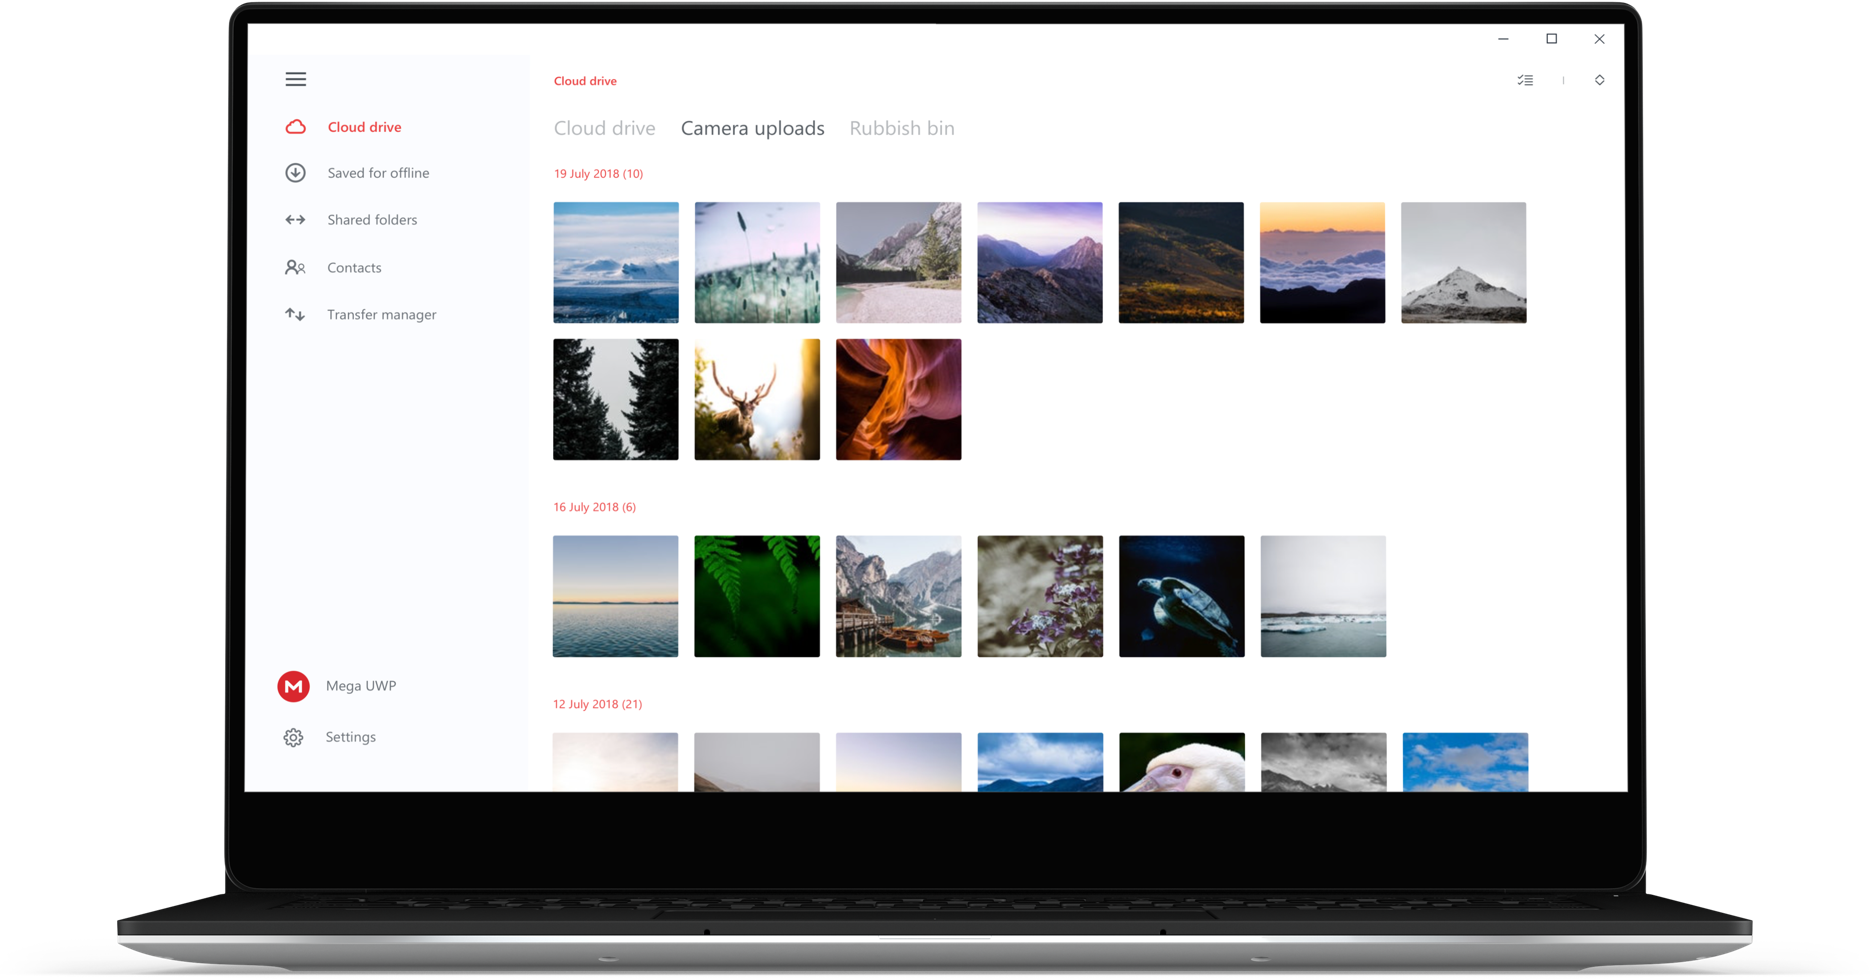 Cloud drive
Cloud drive
Saved for offline
Shared folders
Contacts
Transfer manager
Mega UWP
Settings
Cloud drive Camera uploads Rubbish bin
19 July 2018 (10)
16 July 2018 (6)
12 July 2018 (21)